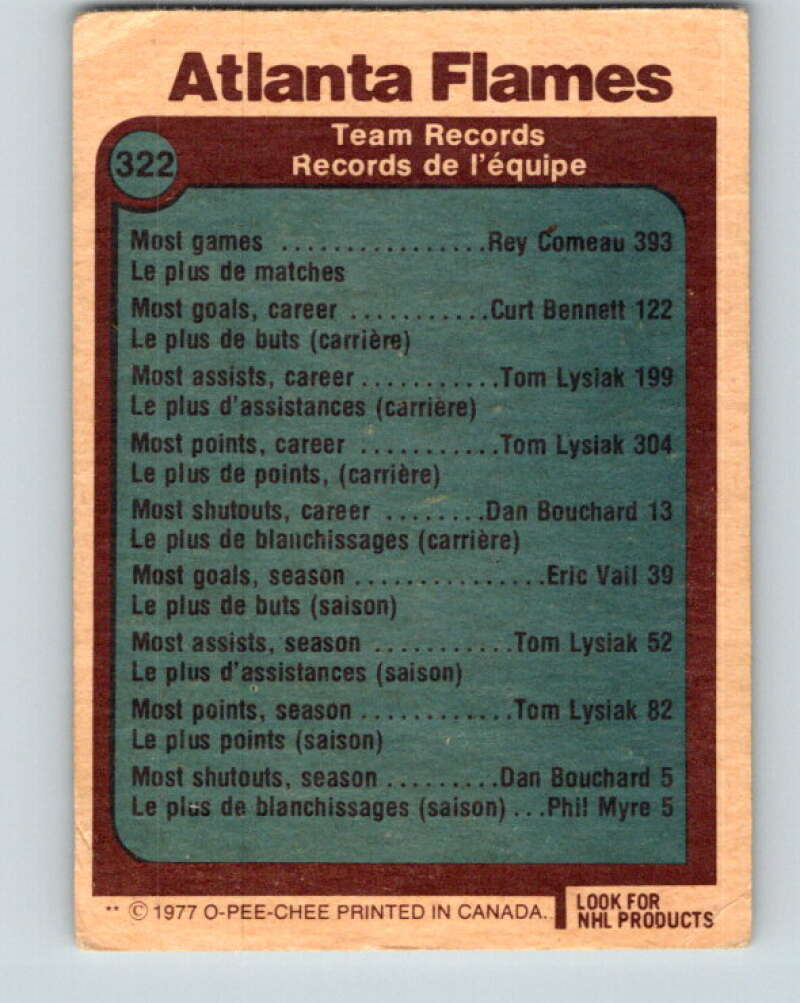 Atlanta Flames
322
Team Records
Records de l'équipe
Most games ................Rey Comeau 393
Le plus de matches
Most goals, career ...........Curt Bennett 122
Le plus de buts (carrière)
Most assists, career...........Tom Lysiak 199
Le plus d'assistances (carrière)
Most points, career ...........Tom Lysiak 304
Le plus de points, (carrière)
Most shutouts, career ........Dan Bouchard 13
Le plus de blanchissages (carrière)
Most goals, season...............Eric Vail 39
Le plus de buts (saison)
Most assists, season ...........Tom Lysiak 52
Le plus d'assistances (saison)
Most points, season............Tom Lysiak 82
Le plus points (saison)
Most shutouts, season.........Dan Bouchard 5
Le plus de blanchissages (saison)...Phil Myre 5
** © 1977 O-PEE-CHEE PRINTED IN CANADA.
LOOK FOR
NHL PRODUCTS